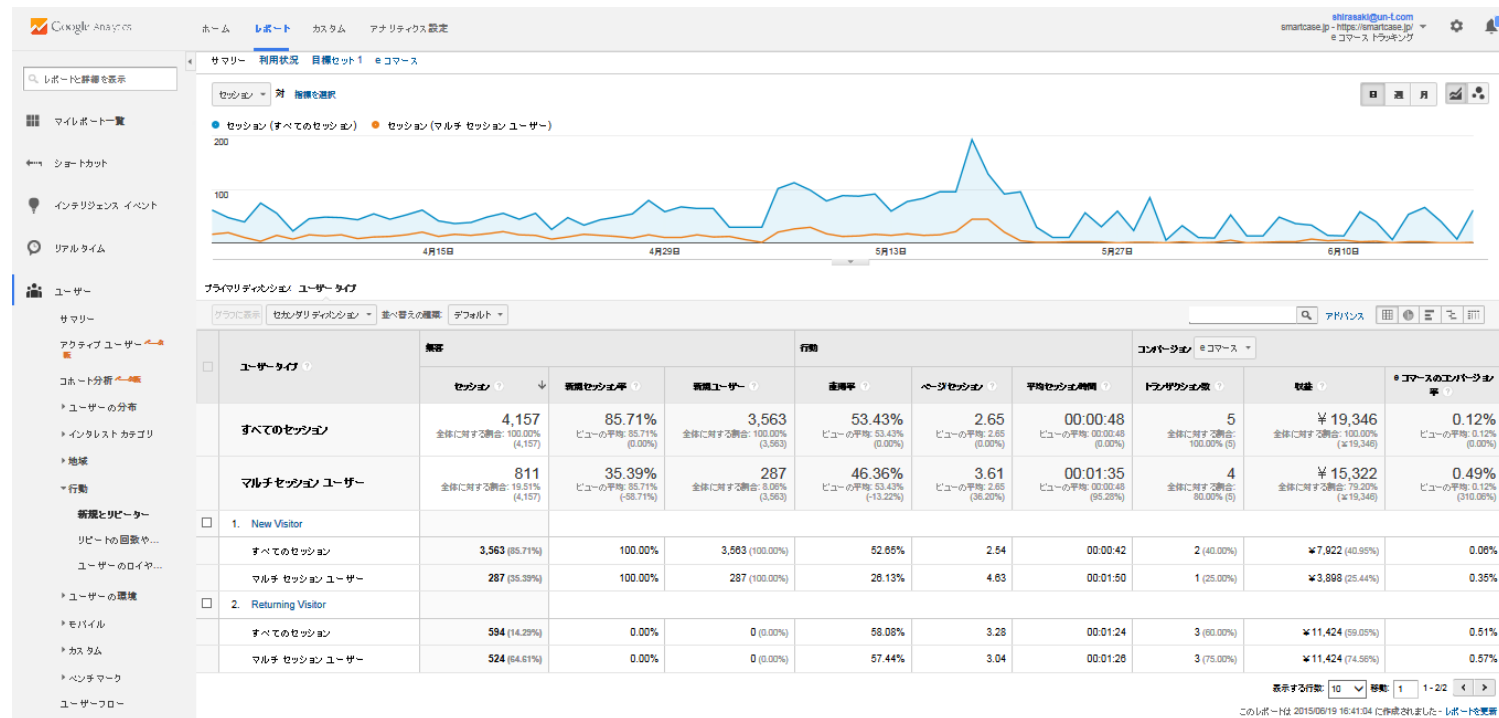 Google Analytics
ホーム レポート カスタム アナリティクス設定
shirasaki@un-t.com
smartcase.jp - https://smartcase.jp/
e コマース トラッキング
レポートと詳細を表示
マイレポート一覧
ショートカット
インテリジェンス イベント
リアルタイム
ユーザー
サマリー
アクティブ ユーザー ベータ版
コホート分析 ベータ版
ユーザーの分布
インタレスト カテゴリ
地域
行動
新規とリピーター
リピートの回数や...
ユーザーのロイヤ...
ユーザーの環境
モバイル
カスタム
ベンチマーク
ユーザーフロー
サマリー 利用状況 目標セット 1 e コマース
セッション 対 指標を選択
日 週 月
セッション (すべてのセッション) セッション (マルチ セッション ユーザー)
200
100
4月15日 4月29日 5月13日 5月27日 6月10日
プライマリ ディメンション: ユーザー タイプ
グラフに表示 セカンダリ ディメンション 並べ替えの種類: デフォルト アドバンス
ユーザー タイプ 集客 行動 コンバージョン e コマース
セッション 新規セッション率 新規ユーザー 直帰率 ページ/セッション 平均セッション時間 トランザクション数 収益 e コマースのコンバージョン率
すべてのセッション 4,157 85.71% 3,563 53.43% 2.65 00:00:48 5 ¥ 19,346 0.12%
全体に対する割合: 100.00% (4,157) ビューの平均: 85.71% (0.00%) 全体に対する割合: 100.00% (3,563) ビューの平均: 53.43% (0.00%) ビューの平均: 2.65 (0.00%) ビューの平均: 00:00:48 (0.00%) 全体に対する割合: 100.00% (5) 全体に対する割合: 100.00% (¥ 19,346) ビューの平均: 0.12% (0.00%)
マルチ セッション ユーザー 811 35.39% 287 46.36% 3.61 00:01:35 4 ¥ 15,322 0.49%
全体に対する割合: 19.51% (4,157) ビューの平均: 85.71% (-58.71%) 全体に対する割合: 8.06% (3,563) ビューの平均: 53.43% (-13.22%) ビューの平均: 2.65 (36.20%) ビューの平均: 00:00:48 (95.28%) 全体に対する割合: 80.00% (5) 全体に対する割合: 79.20% (¥ 19,346) ビューの平均: 0.12% (310.06%)
1. New Visitor
すべてのセッション 3,563 (85.71%) 100.00% 3,563 (100.00%) 52.65% 2.54 00:00:42 2 (40.00%) ¥7,922 (40.95%) 0.06%
マルチ セッション ユーザー 287 (35.39%) 100.00% 287 (100.00%) 26.13% 4.63 00:01:50 1 (25.00%) ¥3,898 (25.44%) 0.35%
2. Returning Visitor
すべてのセッション 594 (14.29%) 0.00% 0 (0.00%) 58.08% 3.28 00:01:24 3 (60.00%) ¥11,424 (59.05%) 0.51%
マルチ セッション ユーザー 524 (64.61%) 0.00% 0 (0.00%) 57.44% 3.04 00:01:26 3 (75.00%) ¥11,424 (74.56%) 0.57%
表示する行数: 10 移動: 1 1 - 2/2
このレポートは 2015/06/19 16:41:04 に作成されました - レポートを更新